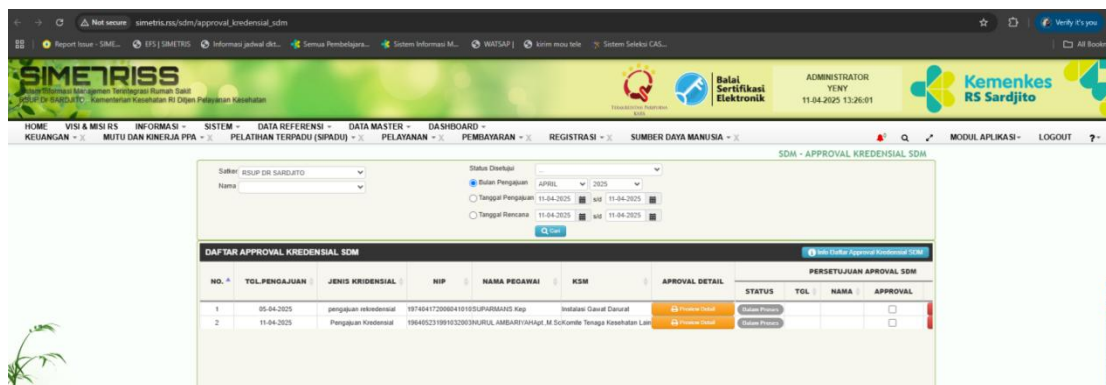 Not secure simetris.rss/sdm/approval_kredensial_sdm
Verify it's you
Report Issue - SIME... EFS | SIMETRIS Informasi jadwal dkt... Semua Pembelajara... Sistem Informasi M... WATSAP | kirim mou tele Sistem Seleksi CAS...
All Bookr
SIMETRISS
Sistem Informasi Manajemen Terintegrasi Rumah Sakit
RSUP Dr SARDJITO - Kementerian Kesehatan RI Ditjen Pelayanan Kesehatan
Balai
Sertifikasi
Elektronik
ADMINISTRATOR
YENY
11-04-2025 13:26:01
Kemenkes
RS Sardjito
HOME VISI & MISI RS INFORMASI SISTEM DATA REFERENSI DATA MASTER DASHBOARD
KEUANGAN X MUTU DAN KINERJA PPA X PELATIHAN TERPADU (SIPADU) X PELAYANAN X PEMBAYARAN X REGISTRASI X SUMBER DAYA MANUSIA X MODUL APLIKASI LOGOUT ?
SDM - APPROVAL KREDENSIAL SDM
Satker RSUP DR SARDJITO
Nama
Status Disetujui ..
Bulan Pengajuan APRIL 2025
Tanggal Pengajuan 11-04-2025 s/d 11-04-2025
Tanggal Rencana 11-04-2025 s/d 11-04-2025
Cari
DAFTAR APPROVAL KREDENSIAL SDM
Info Daftar Approval Kredensial SDM
NO. TGL.PENGAJUAN JENIS KRIDENSIAL NIP NAMA PEGAWAI KSM APROVAL DETAIL PERSETUJUAN APROVAL SDM
STATUS TGL NAMA APPROVAL
1 05-04-2025 pengajuan rekredensial 197404172006041010 SUPARMANS.Kep Instalasi Gawat Darurat Preview Detail Dalam Proses
2 11-04-2025 Pengajuan Kredensial 196405231991032003 NURUL AMBARIYAHApt.,M.Sc Komite Tenaga Kesehatan Lain Preview Detail Dalam Proses